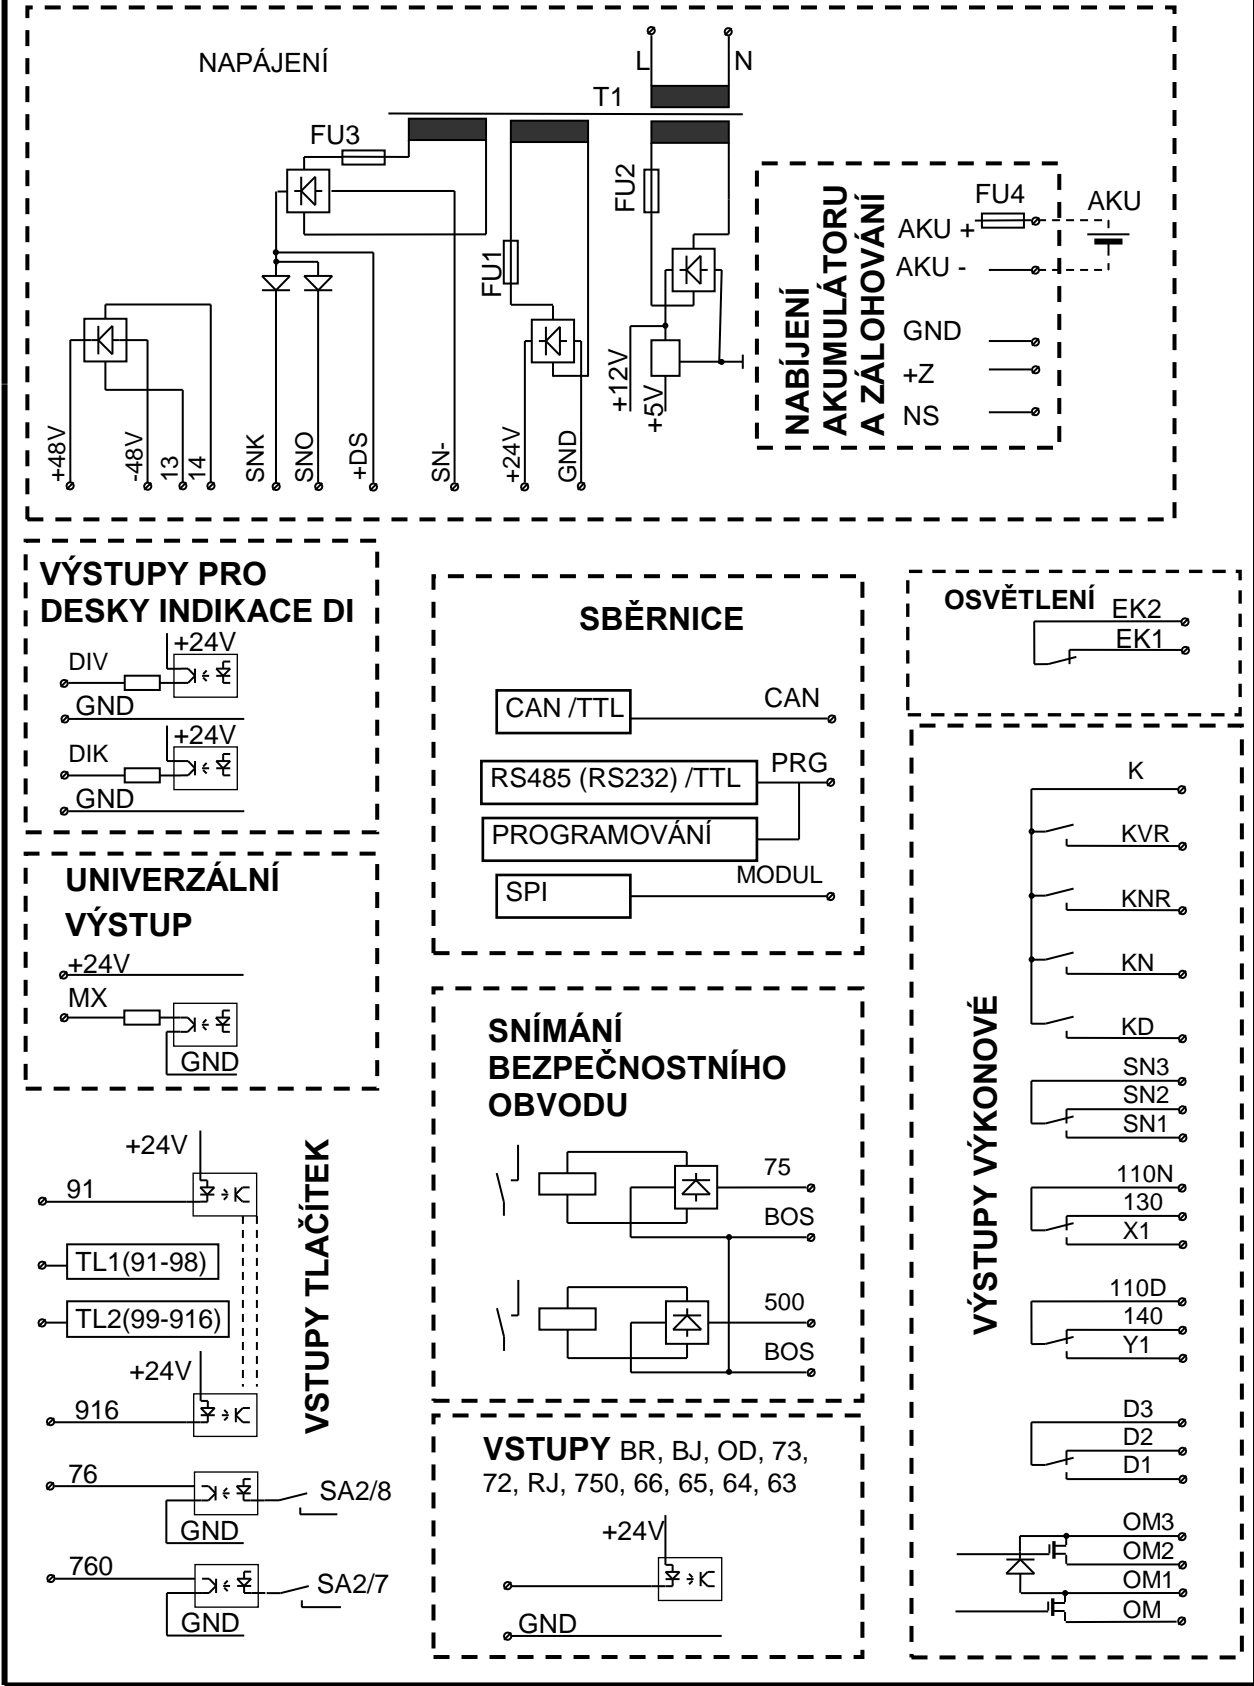 NAPÁJENÍ
L
N
T1
FU3
FU2
FU1
NABÍJENÍ
AKUMULÁTORU
A ZÁLOHOVÁNÍ
FU4
AKU
AKU +
AKU -
GND
+Z
NS
+12V
+5V
+48V
-48V
13
14
SNK
SNO
+DS
SN-
+24V
GND
VÝSTUPY PRO
DESKY INDIKACE DI
+24V
DIV
GND
+24V
DIK
GND
UNIVERZÁLNÍ
VÝSTUP
+24V
MX
GND
VSTUPY TLAČÍTEK
+24V
91
TL1(91-98)
TL2(99-916)
+24V
916
76
SA2/8
GND
760
SA2/7
GND
SBĚRNICE
CAN /TTL
CAN
RS485 (RS232) /TTL
PRG
PROGRAMOVÁNÍ
SPI
MODUL
SNÍMÁNÍ
BEZPEČNOSTNÍHO
OBVODU
75
BOS
500
BOS
VSTUPY BR, BJ, OD, 73,
72, RJ, 750, 66, 65, 64, 63
+24V
GND
OSVĚTLENÍ
EK2
EK1
VÝSTUPY VÝKONOVÉ
K
KVR
KNR
KN
KD
SN3
SN2
SN1
110N
130
X1
110D
140
Y1
D3
D2
D1
OM3
OM2
OM1
OM